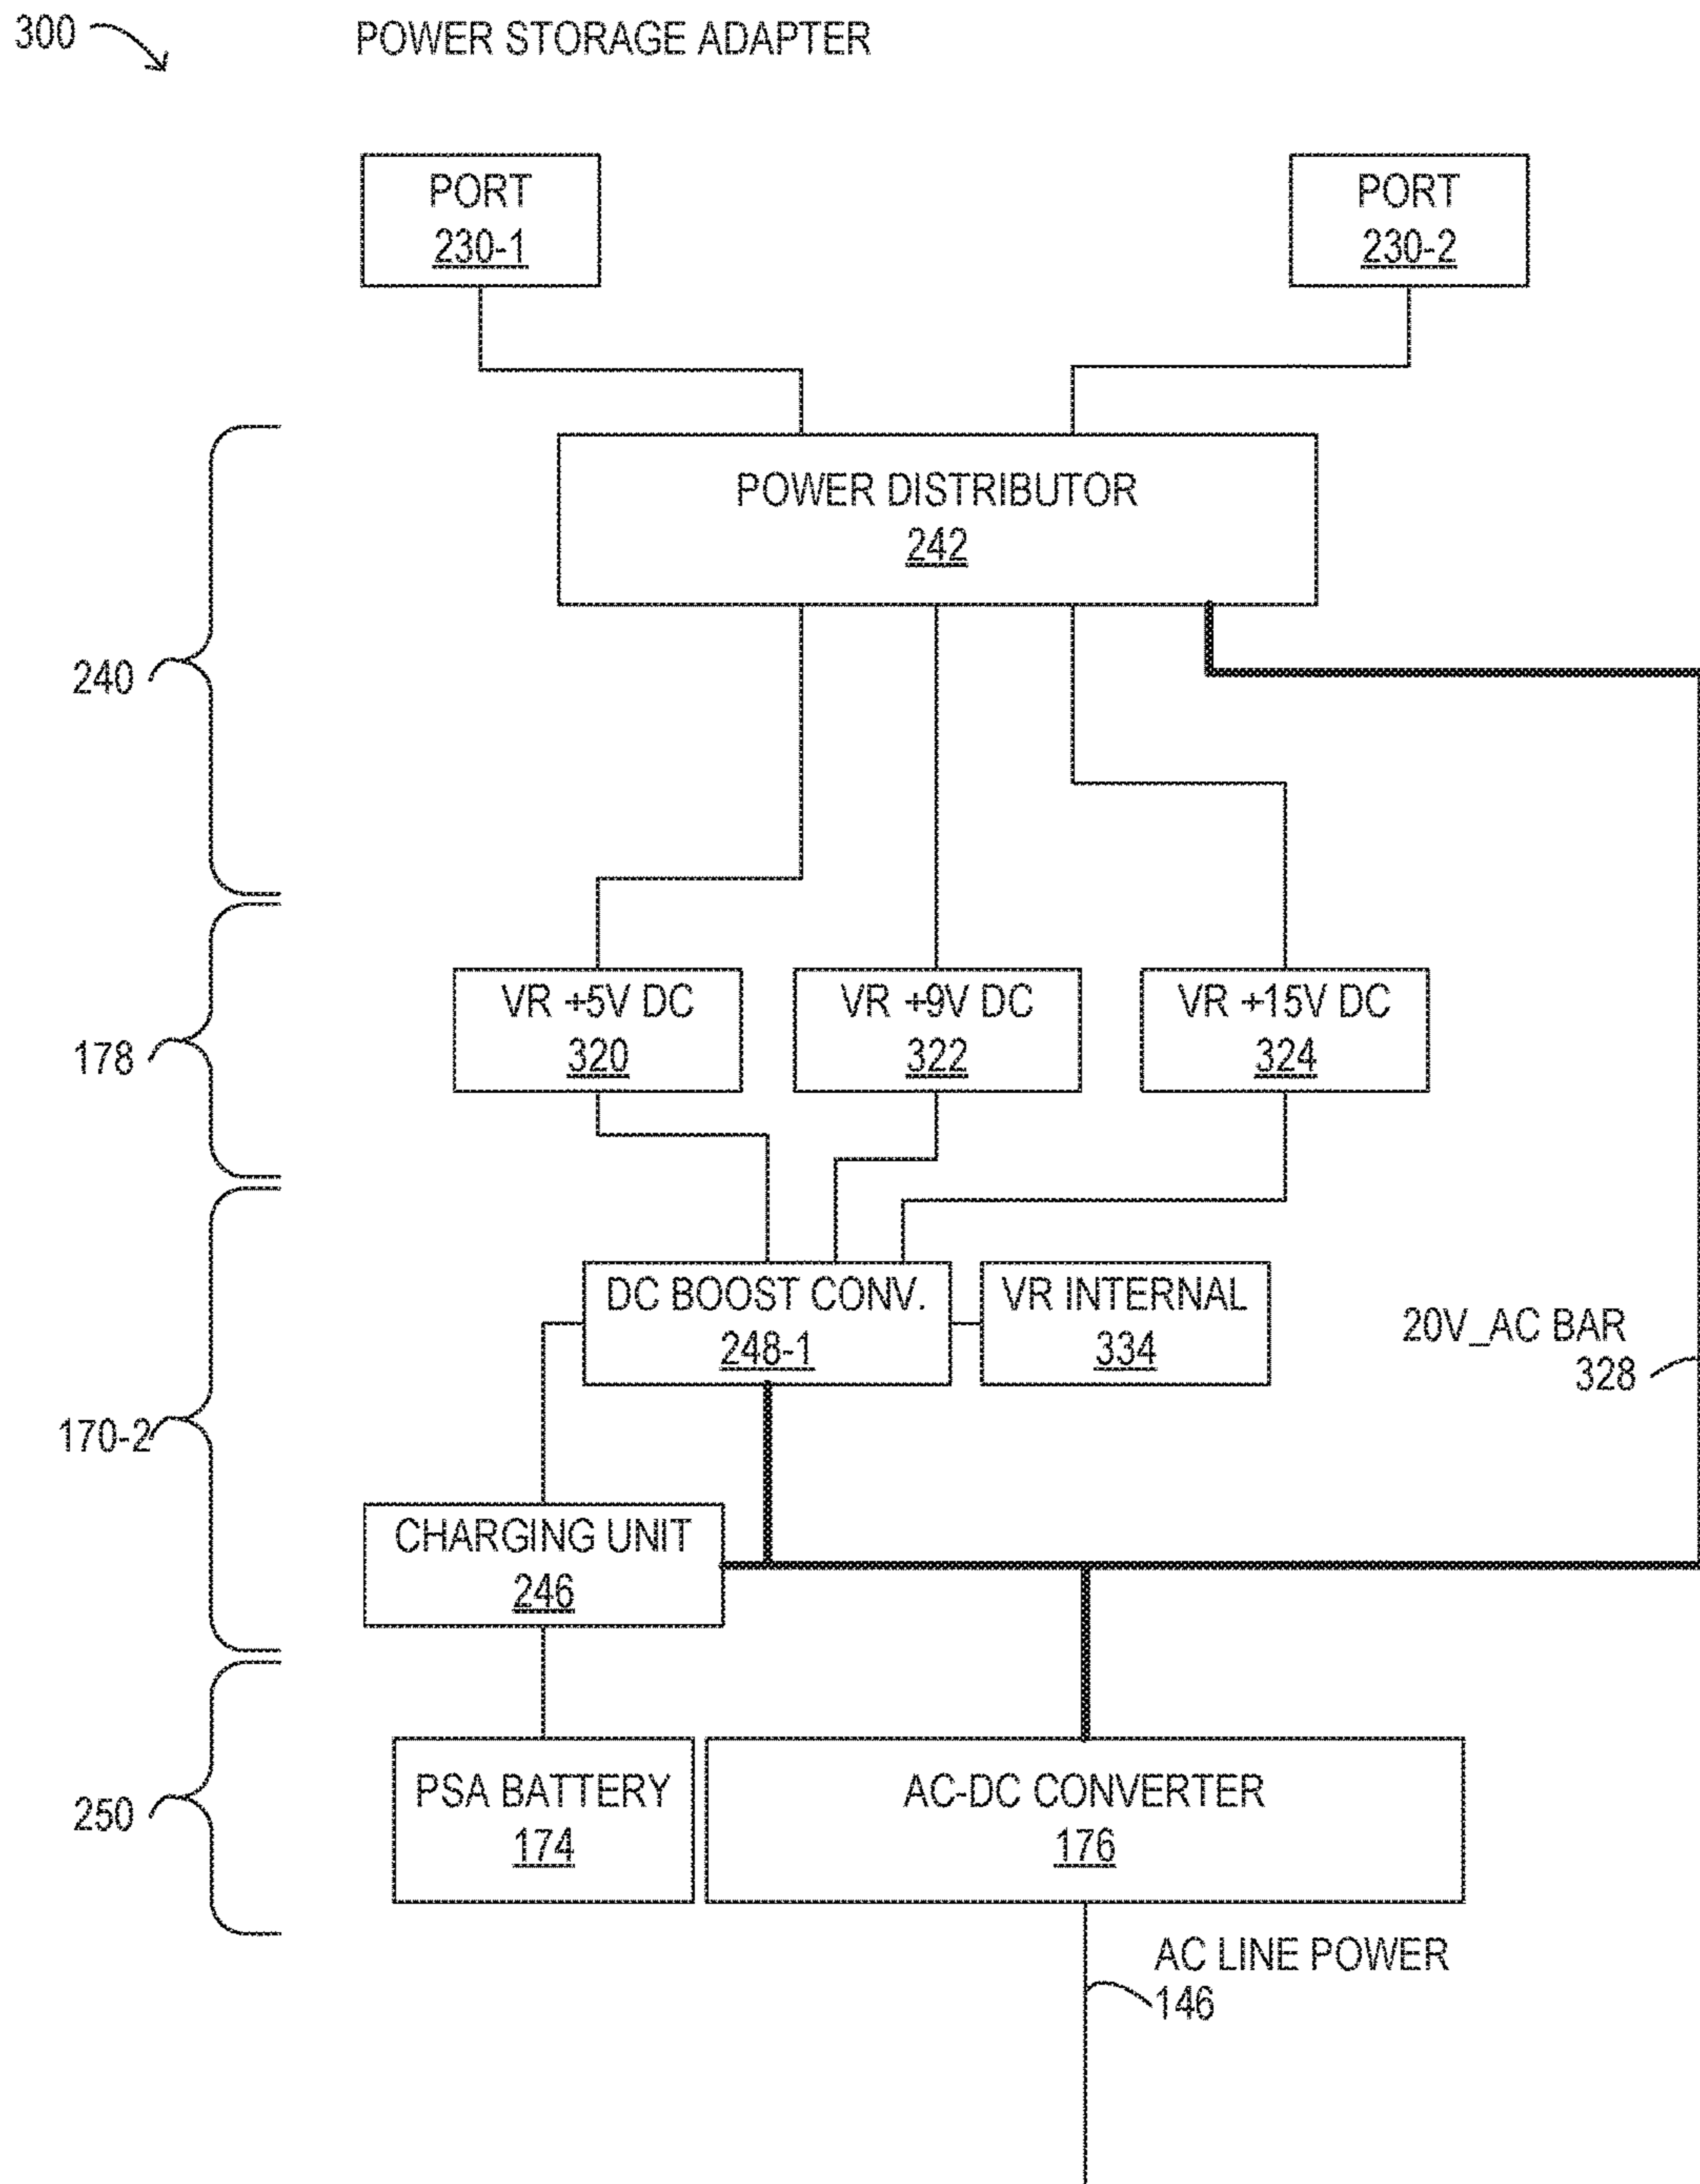 300
POWER STORAGE ADAPTER
PORT
230-1
PORT
230-2
POWER DISTRIBUTOR
242
240
VR +5V DC
320
VR +9V DC
322
VR +15V DC
324
178
DC BOOST CONV.
248-1
VR INTERNAL
334
20V_AC BAR
328
170-2
CHARGING UNIT
246
PSA BATTERY
174
AC-DC CONVERTER
176
250
AC LINE POWER
146